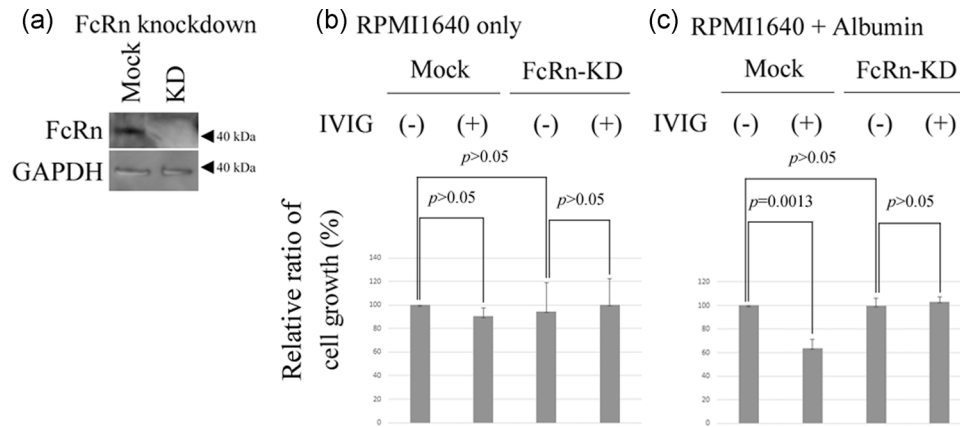 (a) FcRn knockdown
Mock
KD
FcRn
40 kDa
GAPDH
40 kDa
(b) RPMI1640 only
Mock
FcRn-KD
IVIG
(-)
(+)
(-)
(+)
p>0.05
p>0.05
p>0.05
Relative ratio of
cell growth (%)
140
120
100
80
60
40
20
0
(c) RPMI1640 + Albumin
Mock
FcRn-KD
IVIG
(-)
(+)
(-)
(+)
p>0.05
p=0.0013
p>0.05
120
100
80
60
40
20
0